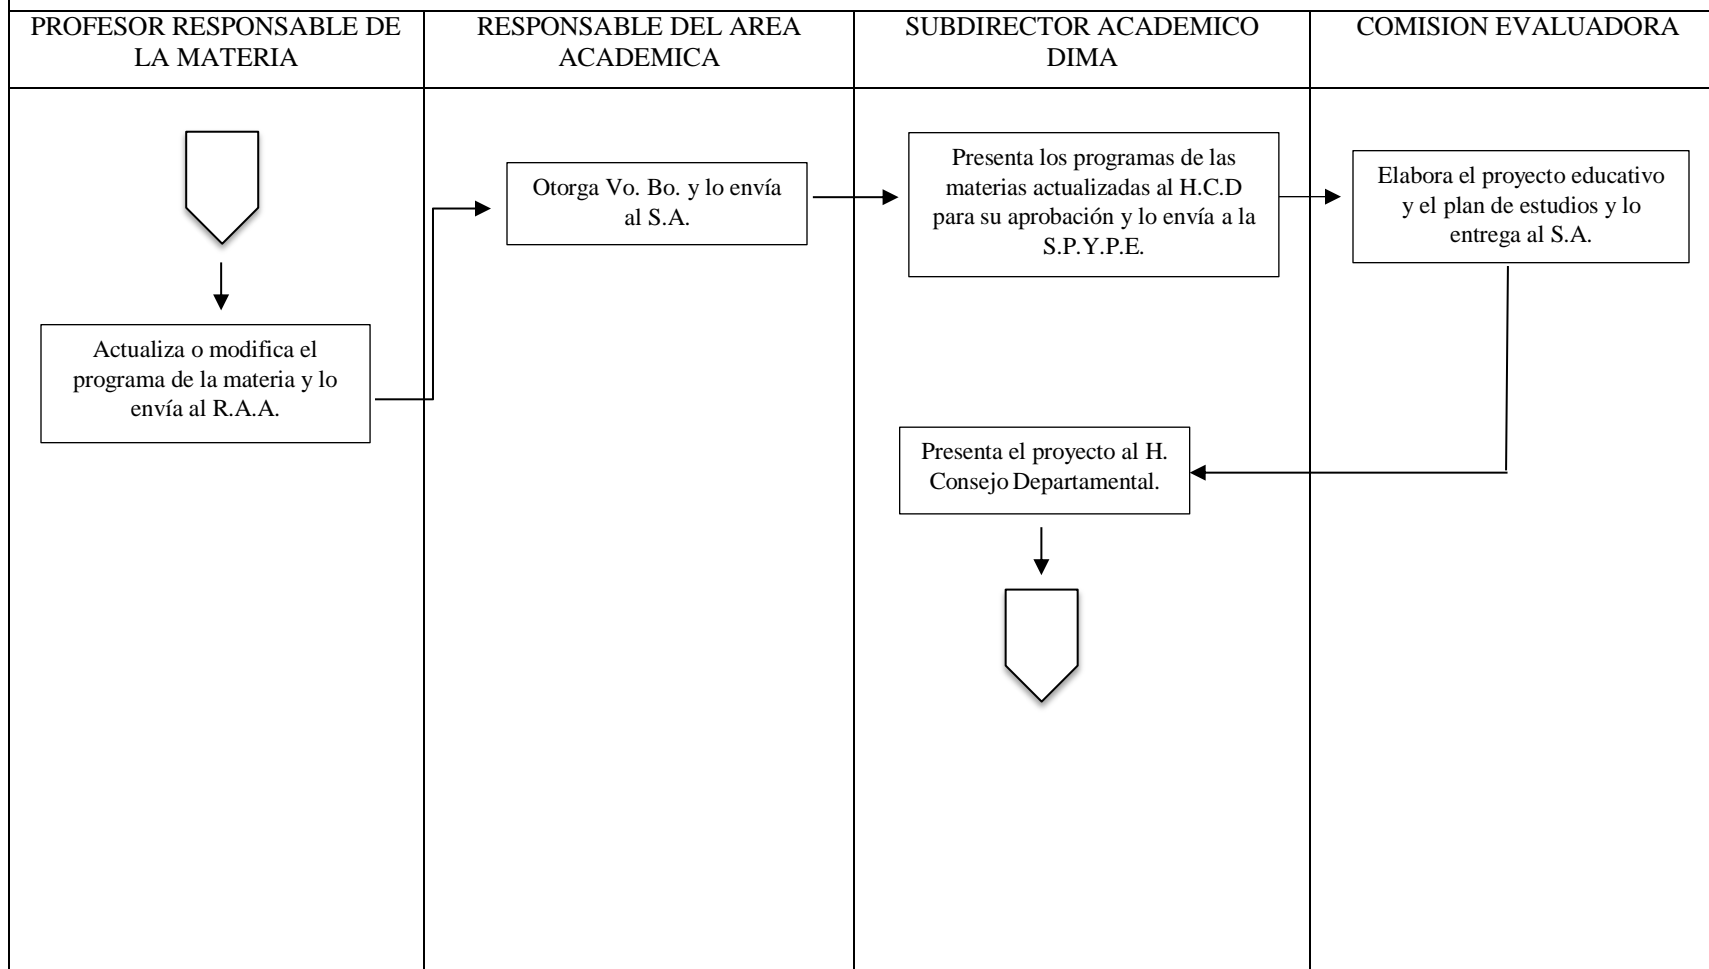 PROFESOR RESPONSABLE DE
LA MATERIA
RESPONSABLE DEL AREA
ACADEMICA
SUBDIRECTOR ACADEMICO
DIMA
COMISION EVALUADORA
Otorga Vo. Bo. y lo envía
al S.A.
Presenta los programas de las
materias actualizadas al H.C.D
para su aprobación y lo envía a la
S.P.Y.P.E.
Elabora el proyecto educativo
y el plan de estudios y lo
entrega al S.A.
Actualiza o modifica el
programa de la materia y lo
envía al R.A.A.
Presenta el proyecto al H.
Consejo Departamental.